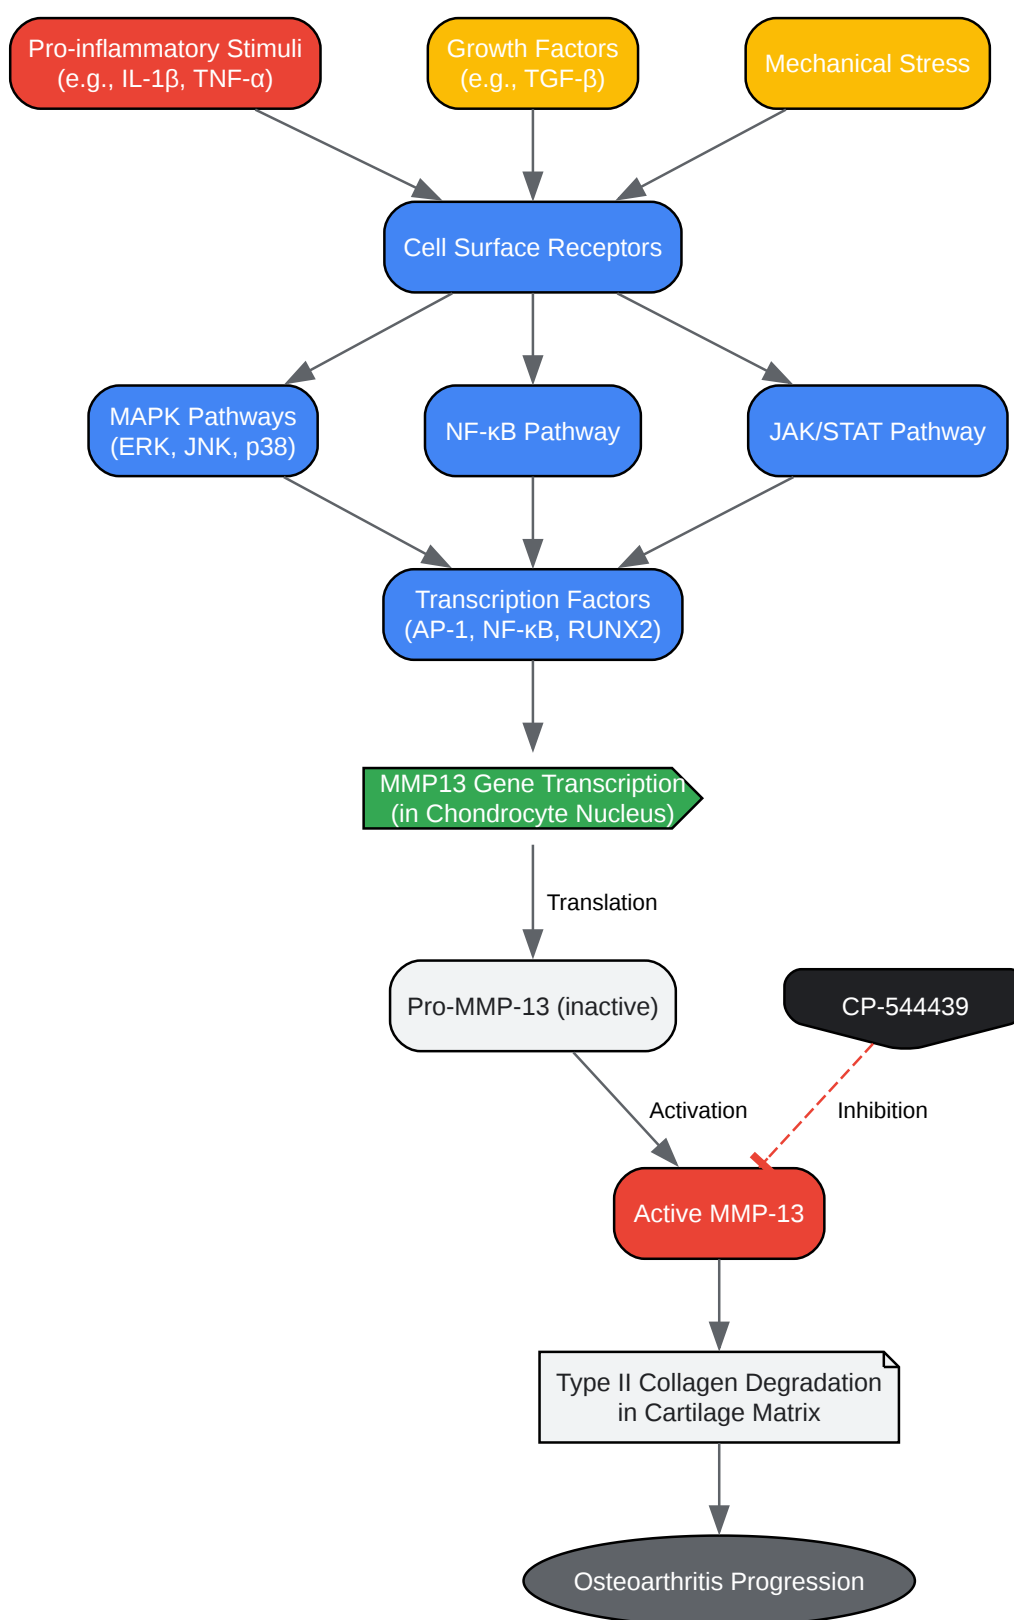 Pro-inflammatory Stimuli
(e.g., IL-1β, TNF-α)
Growth Factors
(e.g., TGF-β)
Mechanical Stress
Cell Surface Receptors
MAPK Pathways
(ERK, JNK, p38)
NF-κB Pathway
JAK/STAT Pathway
Transcription Factors
(AP-1, NF-κB, RUNX2)
MMP13 Gene Transcription
(in Chondrocyte Nucleus)
Translation
Pro-MMP-13 (inactive)
CP-544439
Activation
Inhibition
Active MMP-13
Type II Collagen Degradation
in Cartilage Matrix
Osteoarthritis Progression